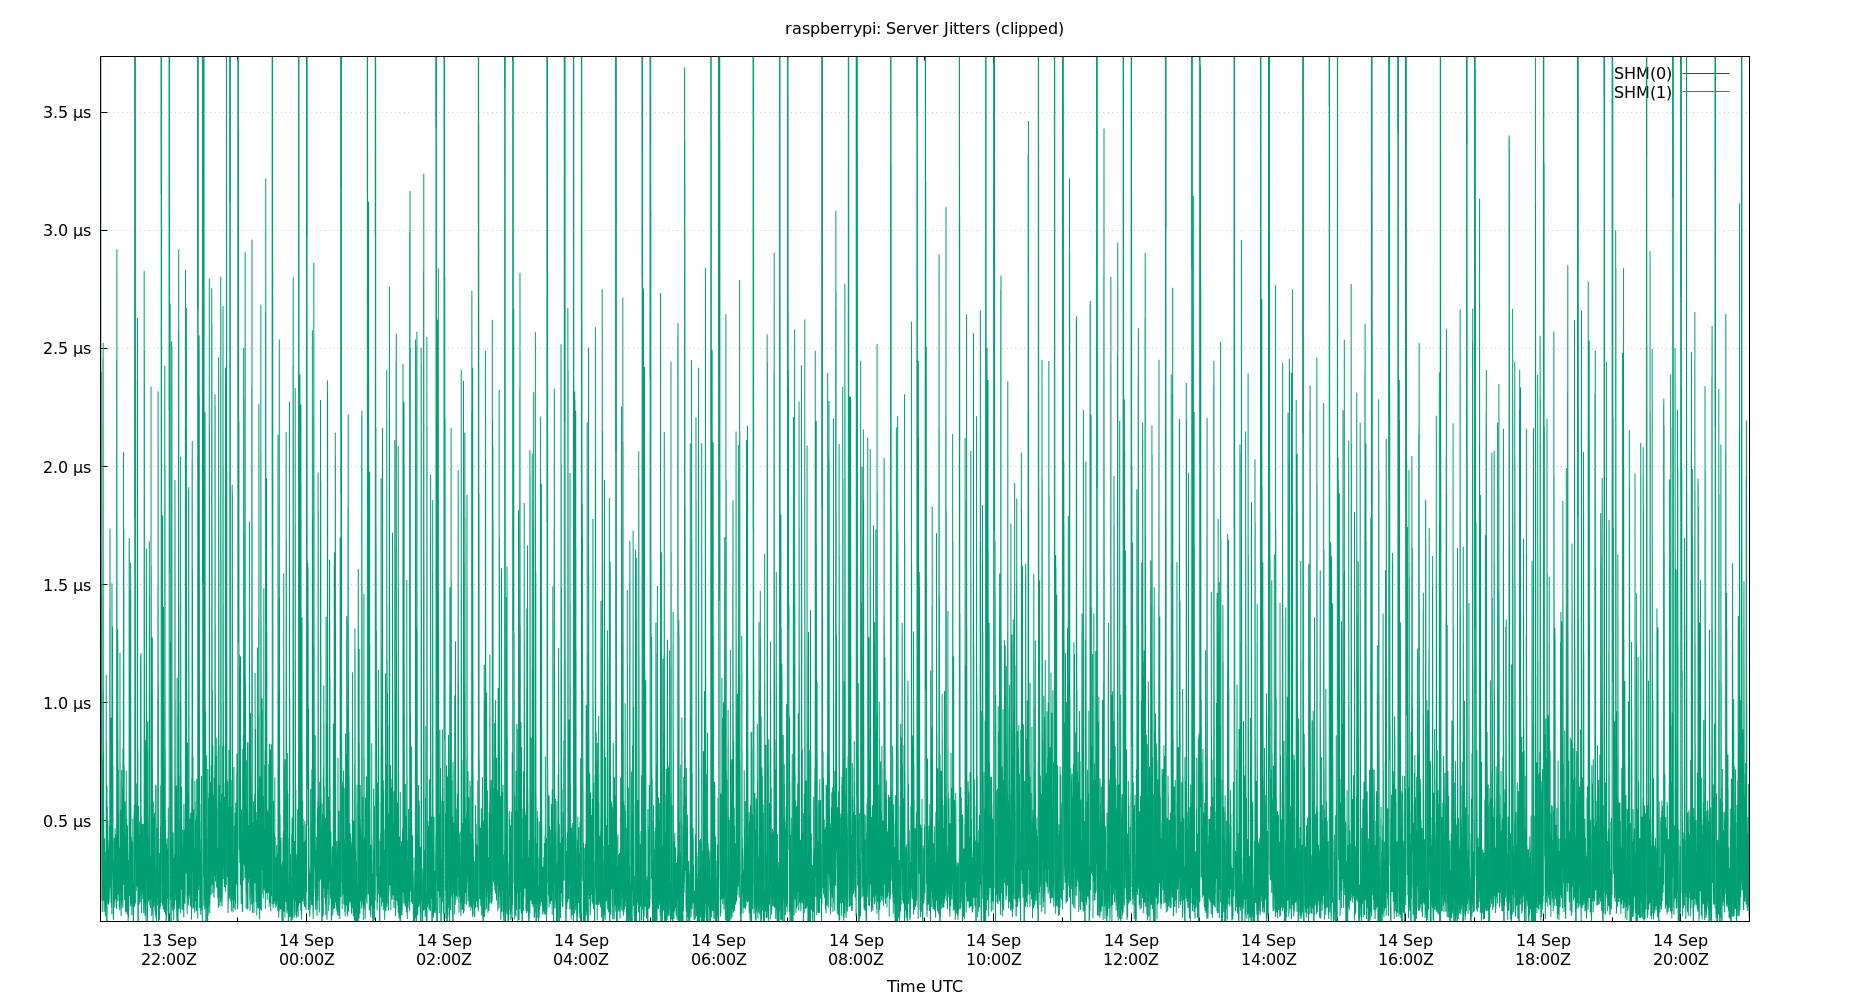 raspberrypi: Server Jitters (clipped)
SHM(0)
SHM(1)
3.5 µs
3.0 µs
2.5 µs
2.0 µs
1.5 µs
1.0 µs
0.5 µs
13 Sep 14 Sep 14 Sep 14 Sep 14 Sep 14 Sep 14 Sep 14 Sep 14 Sep 14 Sep 14 Sep 14 Sep
22:00Z 00:00Z 02:00Z 04:00Z 06:00Z 08:00Z 10:00Z 12:00Z 14:00Z 16:00Z 18:00Z 20:00Z
Time UTC